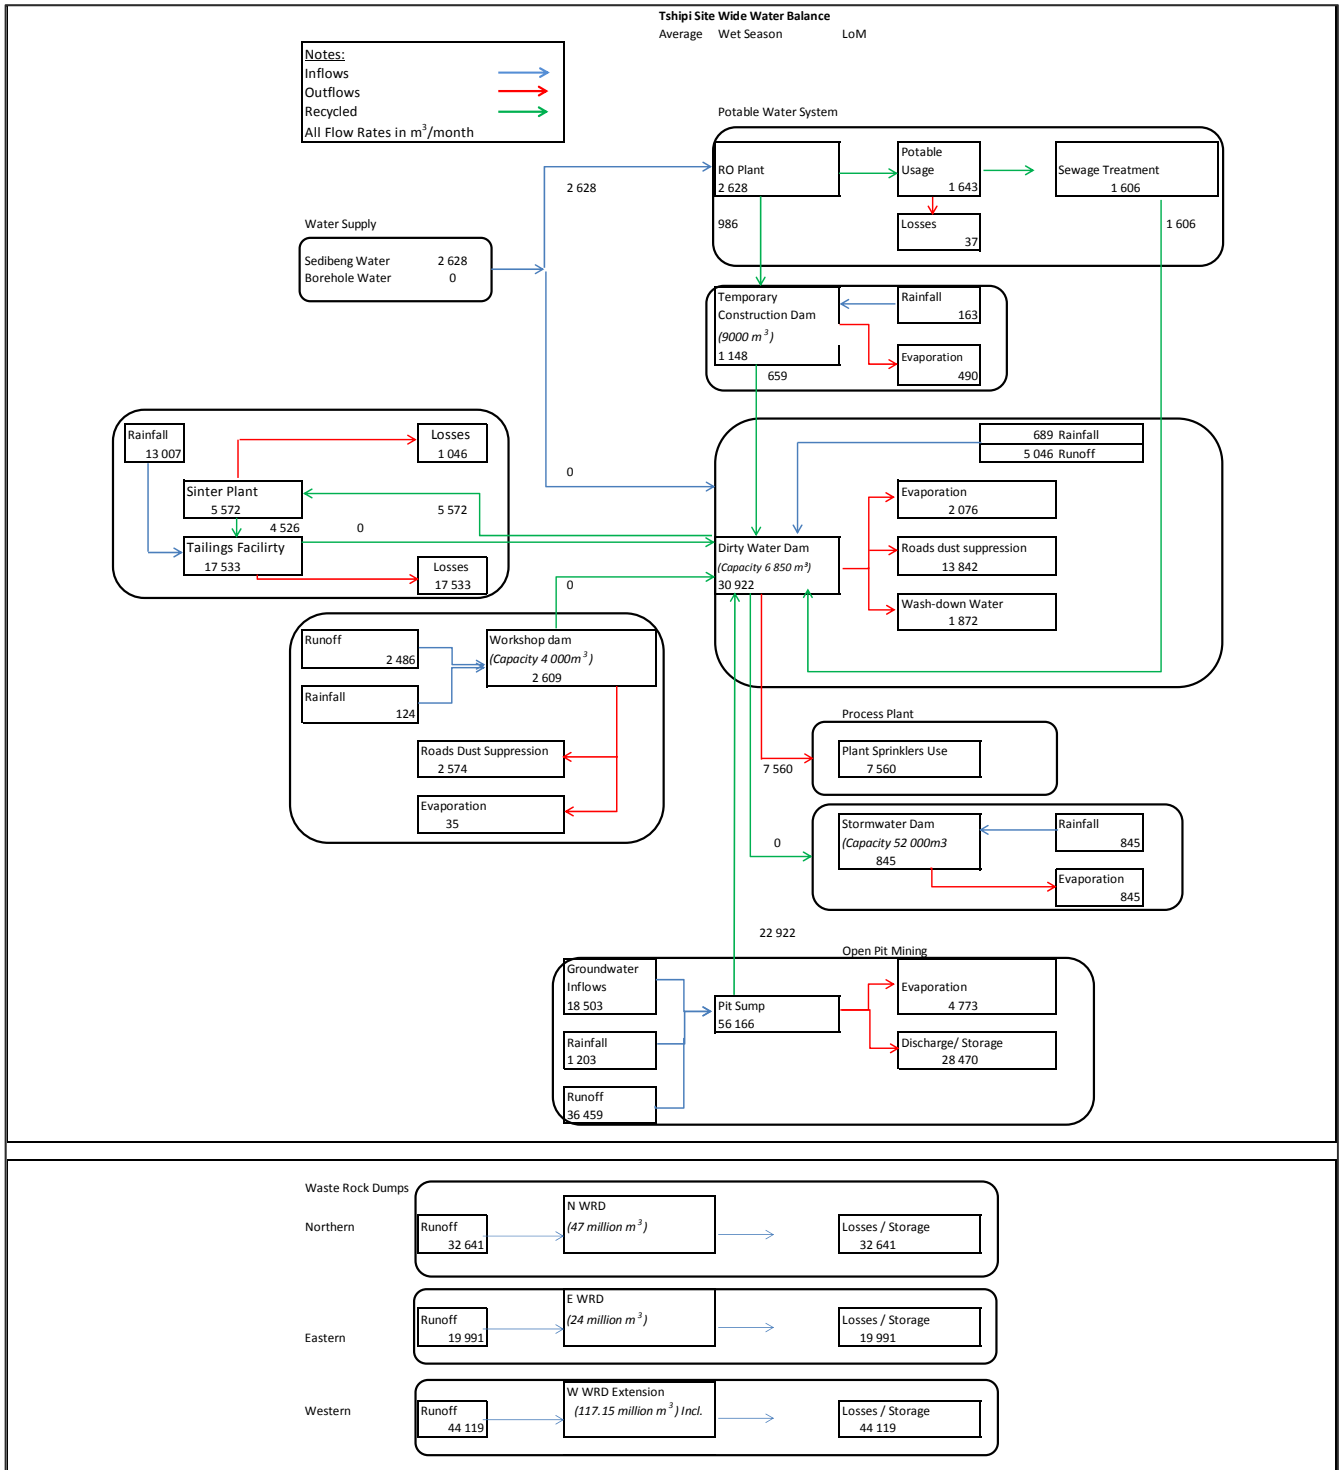 Tshipi Site Wide Water Balance
Average Wet Season LoM
Notes:
Inflows
Outflows
Recycled
All Flow Rates in m³/month
Potable Water System
RO Plant
2 628
Potable
Usage
1 643
Sewage Treatment
1 606
2 628
986
Losses
37
1 606
Water Supply
Sedibeng Water 2 628
Borehole Water 0
Temporary
Construction Dam
(9000 m³)
1 148
Rainfall
163
Evaporation
490
659
Rainfall
13 007
Losses
1 046
Sinter Plant
5 572
4 526
0
5 572
Tailings Facilirty
17 533
Losses
17 533
0
689 Rainfall
5 046 Runoff
Evaporation
2 076
Dirty Water Dam
(Capacity 6 850 m³)
30 922
Roads dust suppression
13 842
Wash-down Water
1 872
0
Runoff
2 486
Rainfall
124
Workshop dam
(Capacity 4 000m³)
2 609
Roads Dust Suppression
2 574
Evaporation
35
Process Plant
Plant Sprinklers Use
7 560
7 560
Stormwater Dam
(Capacity 52 000m3
845
0
Rainfall
845
Evaporation
845
22 922
Open Pit Mining
Groundwater
Inflows
18 503
Rainfall
1 203
Runoff
36 459
Pit Sump
56 166
Evaporation
4 773
Discharge/ Storage
28 470
Waste Rock Dumps
Northern
Runoff
32 641
N WRD
(47 million m³)
Losses / Storage
32 641
Eastern
Runoff
19 991
E WRD
(24 million m³)
Losses / Storage
19 991
Western
Runoff
44 119
W WRD Extension
(117.15 million m³) Incl.
Losses / Storage
44 119